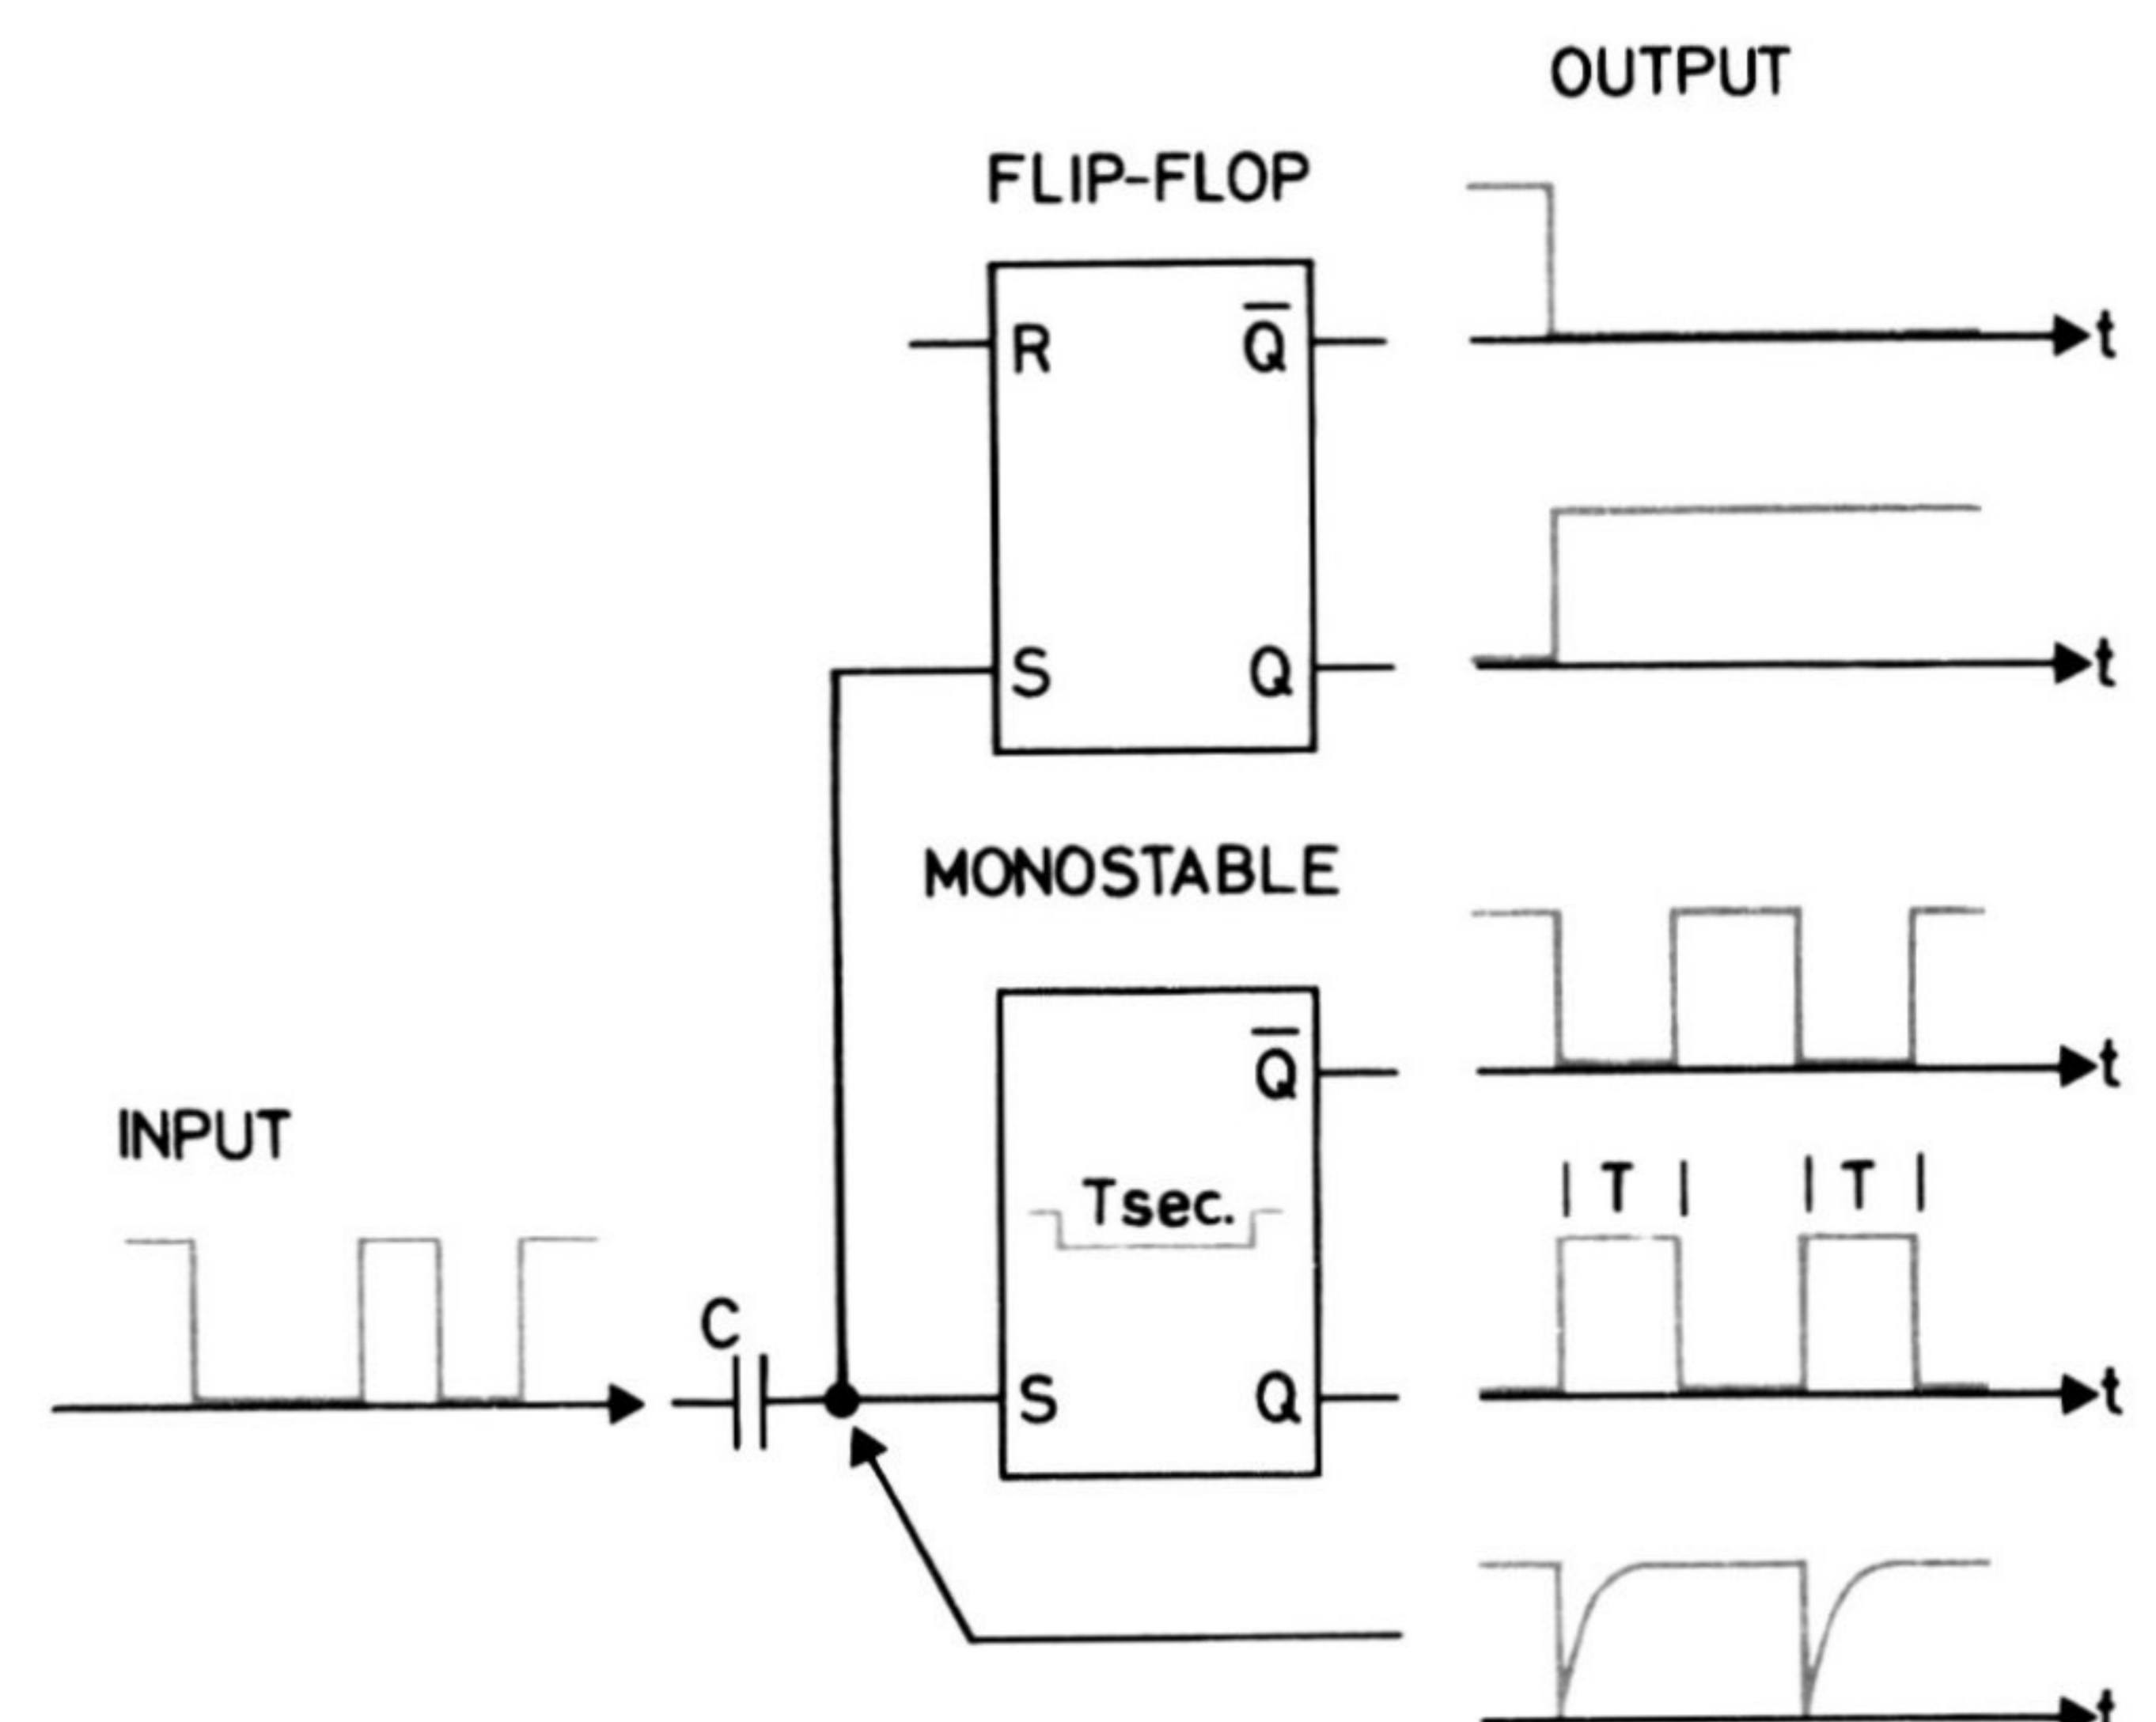 OUTPUT
FLIP-FLOP
R Q̅
t
S Q
t
MONOSTABLE
Q̅
t
INPUT
Tsec.
T T
C
S Q
t
t